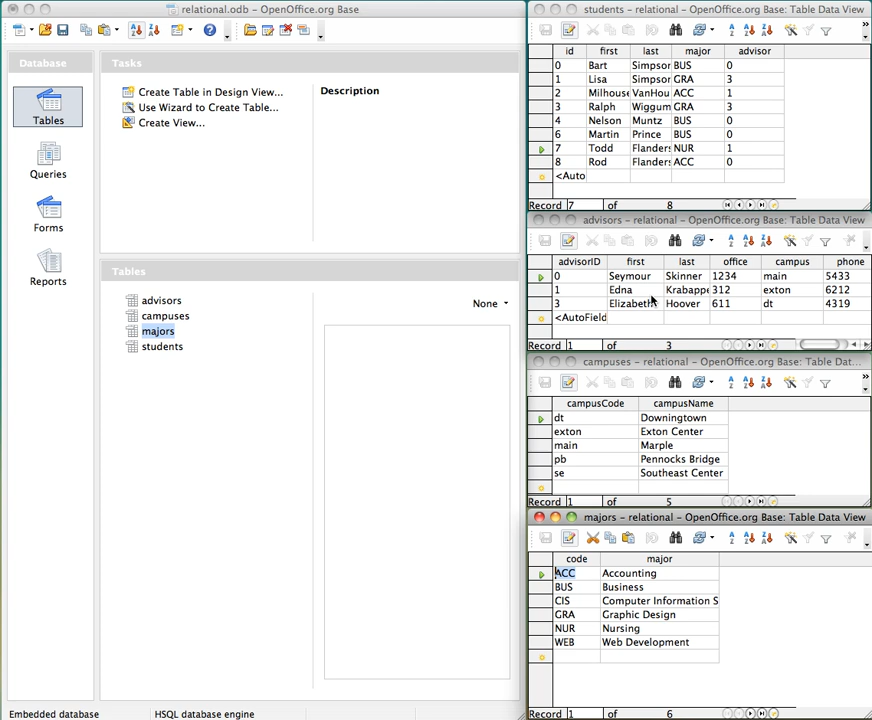 relational.odb – OpenOffice.org Base
Database
Tables
Queries
Forms
Reports
Tasks
Create Table in Design View...
Use Wizard to Create Table...
Create View...
Description
Tables
advisors
campuses
majors
students
None
Embedded database
HSQL database engine
students – relational – OpenOffice.org Base: Table Data View
id first last major advisor
0 Bart Simpson BUS 0
1 Lisa Simpson GRA 3
2 Milhouse VanHou ACC 1
3 Ralph Wiggum GRA 3
4 Nelson Muntz BUS 0
6 Martin Prince BUS 0
7 Todd Flanders NUR 1
8 Rod Flanders ACC 0
<Auto
Record 7 of 8
advisors – relational – OpenOffice.org Base: Table Data View
advisorID first last office campus phone
0 Seymour Skinner 1234 main 5433
1 Edna Krabappe 312 exton 6212
3 Elizabeth Hoover 611 dt 4319
<AutoField
Record 1 of 3
campuses – relational – OpenOffice.org Base: Table Dat...
campusCode campusName
dt Downingtown
exton Exton Center
main Marple
pb Pennocks Bridge
se Southeast Center
Record 1 of 5
majors – relational – OpenOffice.org Base: Table Data View
code major
ACC Accounting
BUS Business
CIS Computer Information S
GRA Graphic Design
NUR Nursing
WEB Web Development
Record 1 of 6